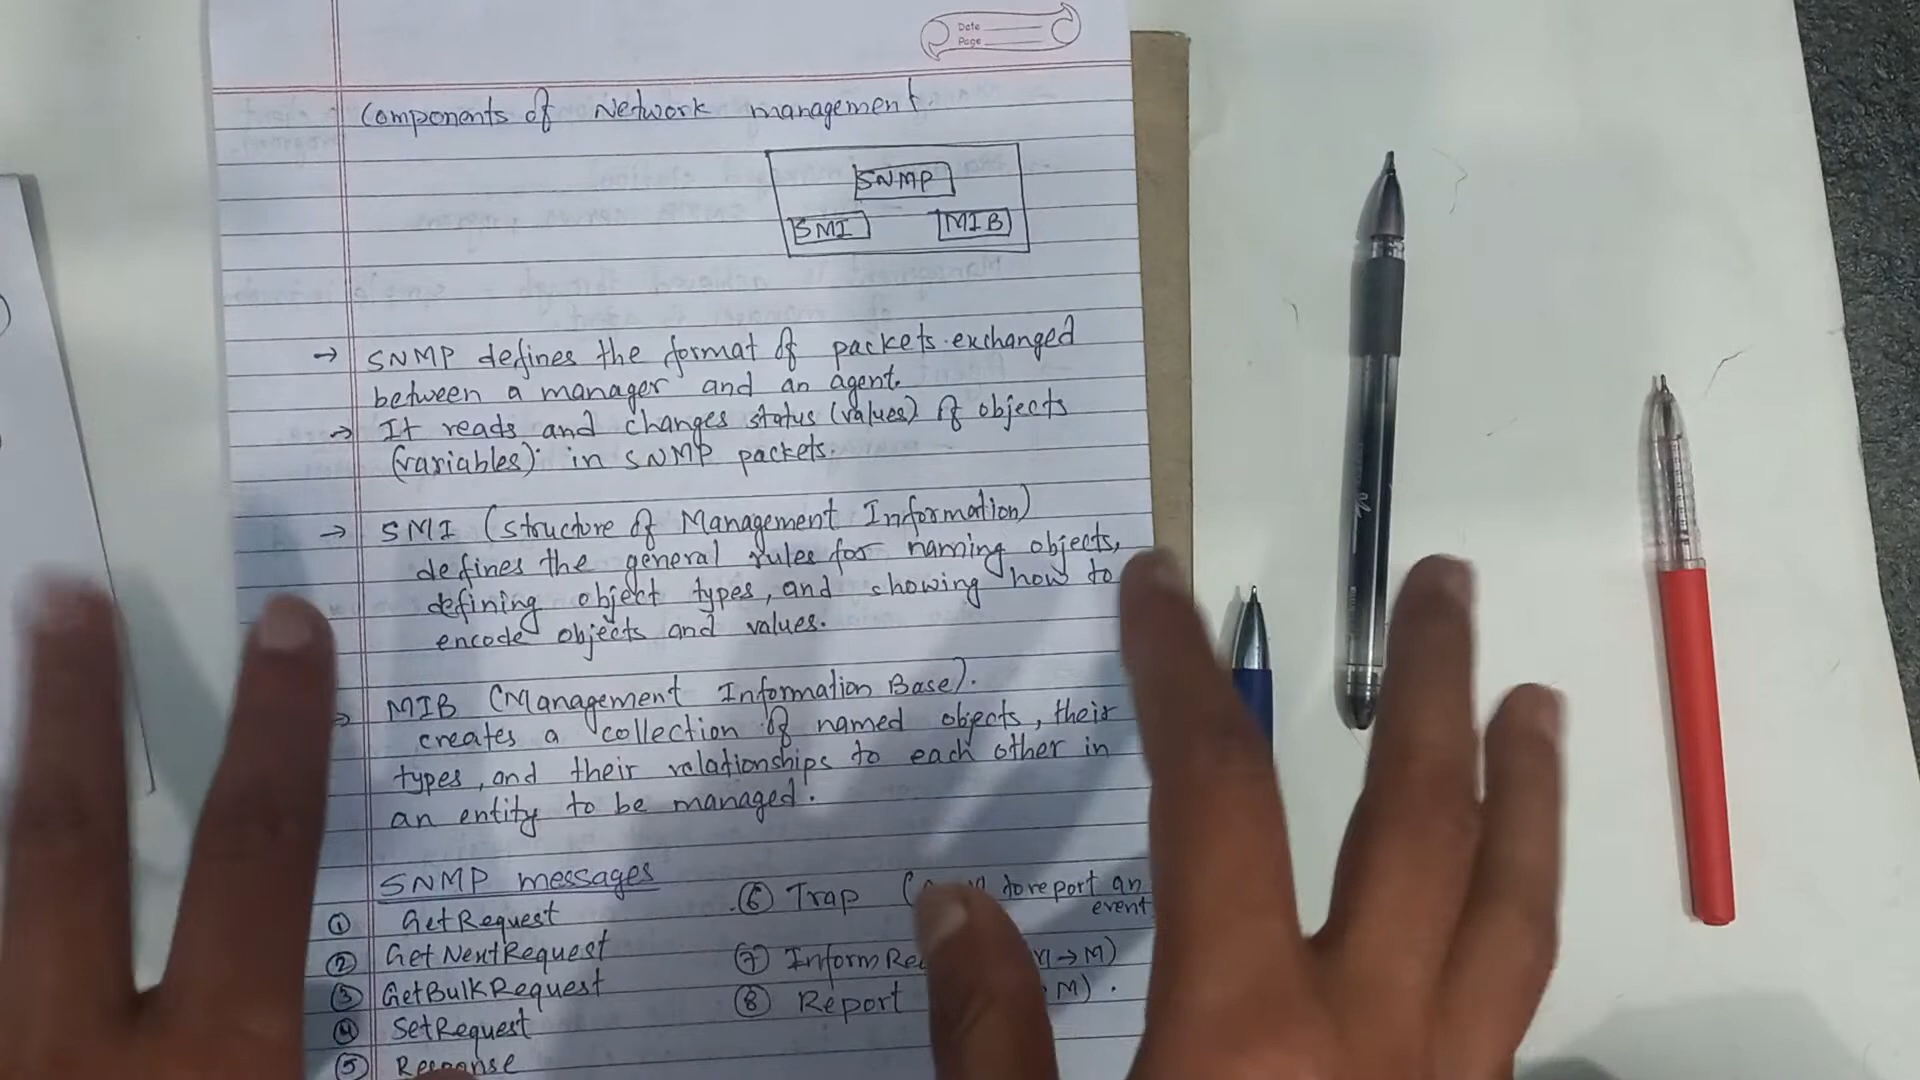 Date
Page
Components of Network management.
SNMP
SMI MIB
→ SNMP defines the format of packets exchanged
between a manager and an agent.
→ It reads and changes status (values) of objects
(variables) in SNMP packets.
→ SMI (Structure of Management Information)
defines the general rules for naming objects,
defining object types, and showing how to
encode objects and values.
→ MIB (Management Information Base).
creates a collection of named objects, their
types, and their relationships to each other in
an entity to be managed.
SNMP messages
① GetRequest
② GetNextRequest
③ GetBulkRequest
④ SetRequest
⑤ Response
⑥ Trap ( to report an
event
⑦ → M)
⑧ Report M).